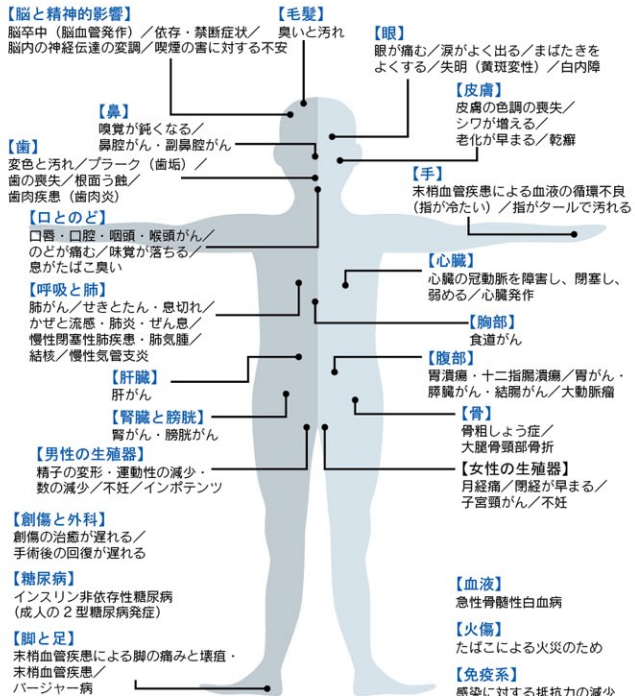 【脳と精神的影響】
脳卒中（脳血管発作）／依存・禁断症状／
脳内の神経伝達の変調／喫煙の害に対する不安
【毛髪】
臭いと汚れ
【眼】
眼が痛む／涙がよく出る／まばたきを
よくする／失明（黄斑変性）／白内障
【鼻】
嗅覚が鈍くなる／
鼻腔がん・副鼻腔がん
【皮膚】
皮膚の色調の喪失／
シワが増える／
老化が早まる／乾癬
【歯】
変色と汚れ／プラーク（歯垢）／
歯の喪失／根面う蝕／
歯肉疾患（歯肉炎）
【手】
末梢血管疾患による血液の循環不良
（指が冷たい）／指がタールで汚れる
【口とのど】
口唇・口腔・咽頭・喉頭がん／
のどが痛む／味覚が落ちる／
息がたばこ臭い
【心臓】
心臓の冠動脈を障害し、閉塞し、
弱める／心臓発作
【呼吸と肺】
肺がん／せきとたん・息切れ／
かぜと流感・肺炎・ぜん息／
慢性閉塞性肺疾患・肺気腫／
結核／慢性気管支炎
【胸部】
食道がん
【肝臓】
肝がん
【腹部】
胃潰瘍・十二指腸潰瘍／胃がん・
膵臓がん・結腸がん／大動脈瘤
【腎臓と膀胱】
腎がん・膀胱がん
【骨】
骨粗しょう症／
大腿骨頸部骨折
【男性の生殖器】
精子の変形・運動性の減少・
数の減少／不妊／インポテンツ
【女性の生殖器】
月経痛／閉経が早まる／
子宮頸がん／不妊
【創傷と外科】
創傷の治癒が遅れる／
手術後の回復が遅れる
【糖尿病】
インスリン非依存性糖尿病
（成人の２型糖尿病発症）
【血液】
急性骨髄性白血病
【脚と足】
末梢血管疾患による脚の痛みと壊疽・
末梢血管疾患／
バージャー病
【火傷】
たばこによる火災のため
【免疫系】
感染に対する抵抗力の減少